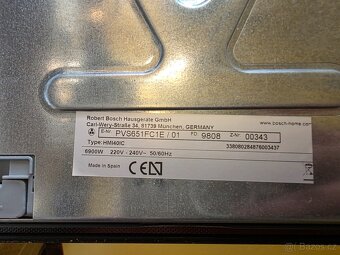 Robert Bosch Hausgeräte GmbH
Carl-Wery-Straße 34, 81739 München, GERMANY
www.bosch-home.com
E-Nr. PVS651FC1E / 01 FD 9808 Z-Nr. 00343
Type: HMI40IC 338080284876003437
6900W - 220V - 240V~ 50/60Hz
Made in Spain
CE N